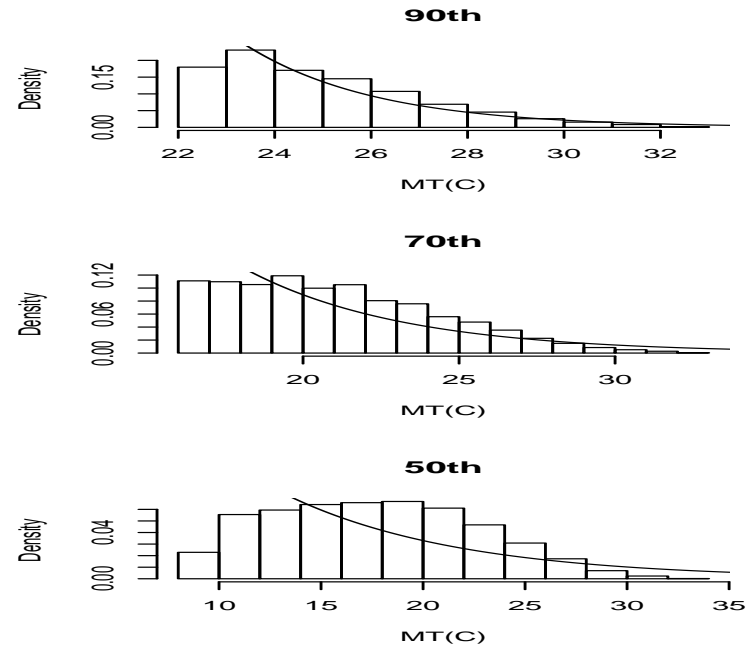 90th
Density
0.00 0.15
22 24 26 28 30 32
MT(C)
70th
Density
0.00 0.06 0.12
20 25 30
MT(C)
50th
Density
0.00 0.04
10 15 20 25 30 35
MT(C)